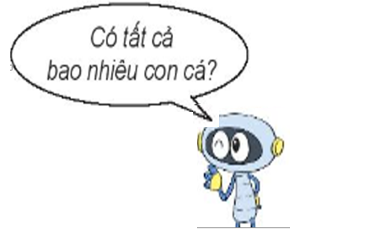 Có tất cả
bao nhiêu con cá?